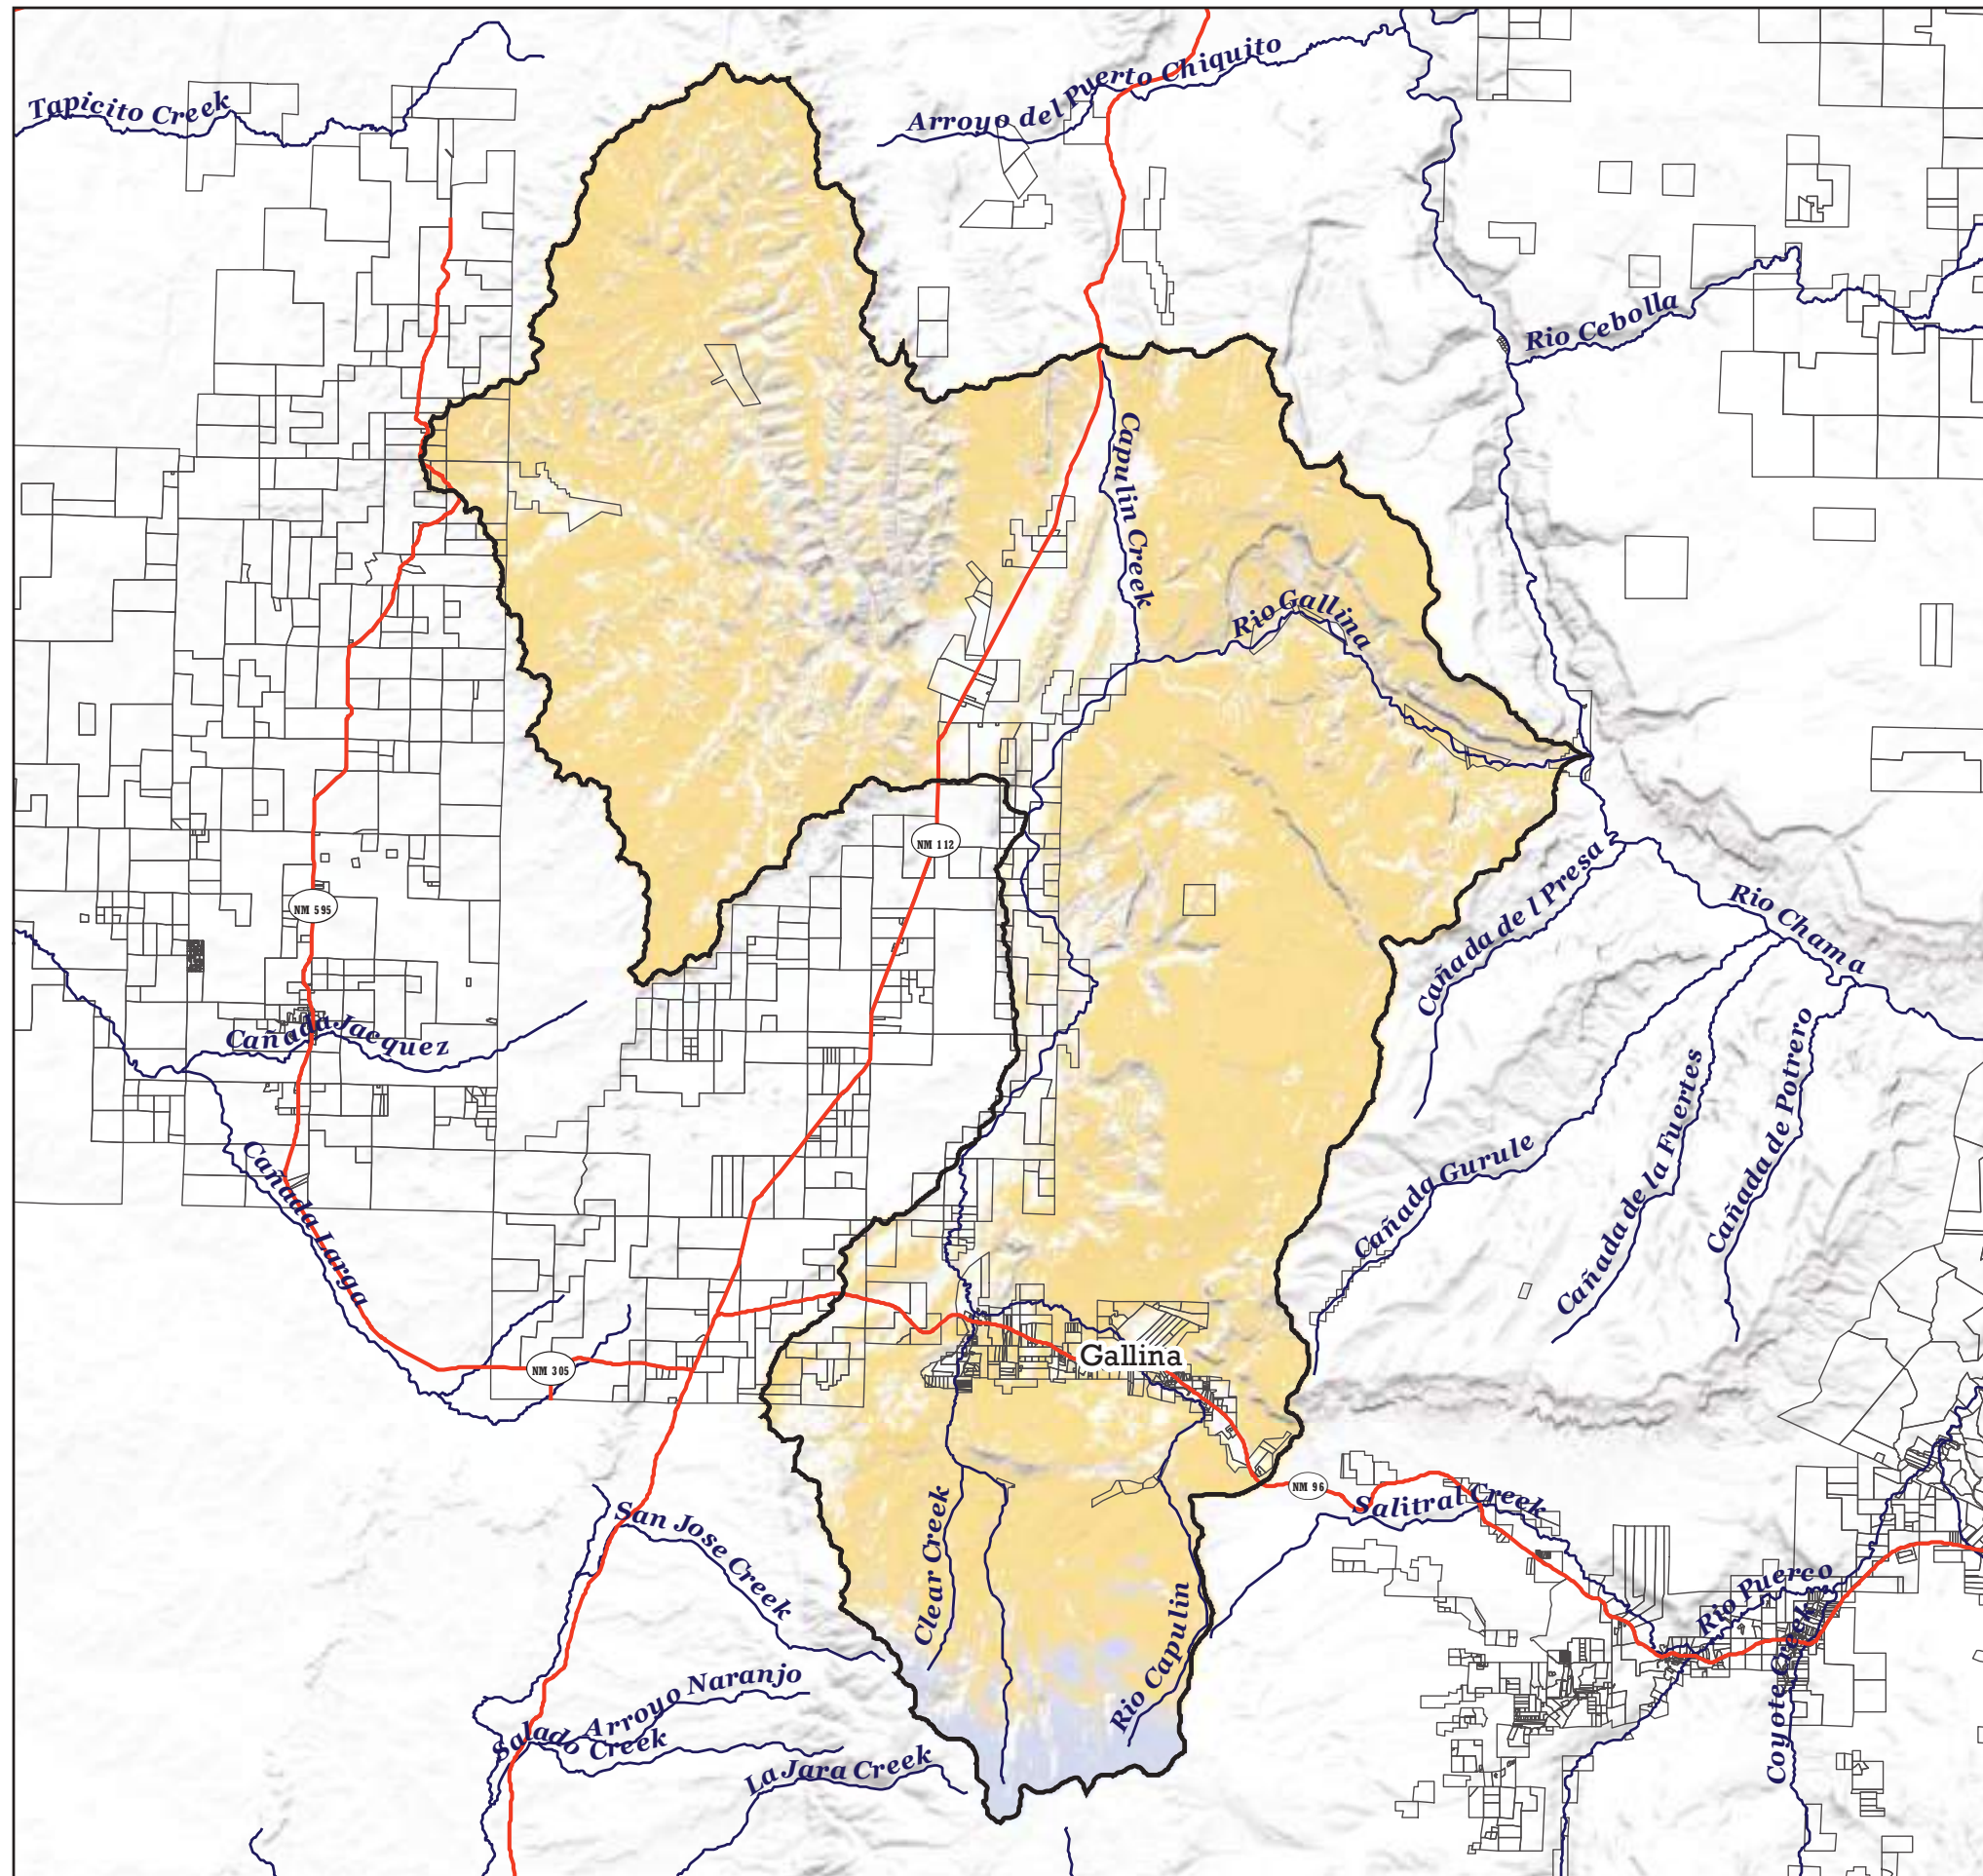 Tapicito Creek
Arroyo del Puerto Chiquito
Rio Cebolla
Capulin Creek
Rio Gallina
NM 112
Cañada de l Presa
NM 595
Rio Chama
Cañada Jaequez
Cañada de la Fuertes
Cañada de Potrero
Cañada Gurule
Cañada Larga
Gallina
NM 305
NM 96
Salitral Creek
San Jose Creek
Clear Creek
Rio Capulin
Rio Puerco
Coyote Creek
Arroyo Naranjo
Salado Creek
La Jara Creek